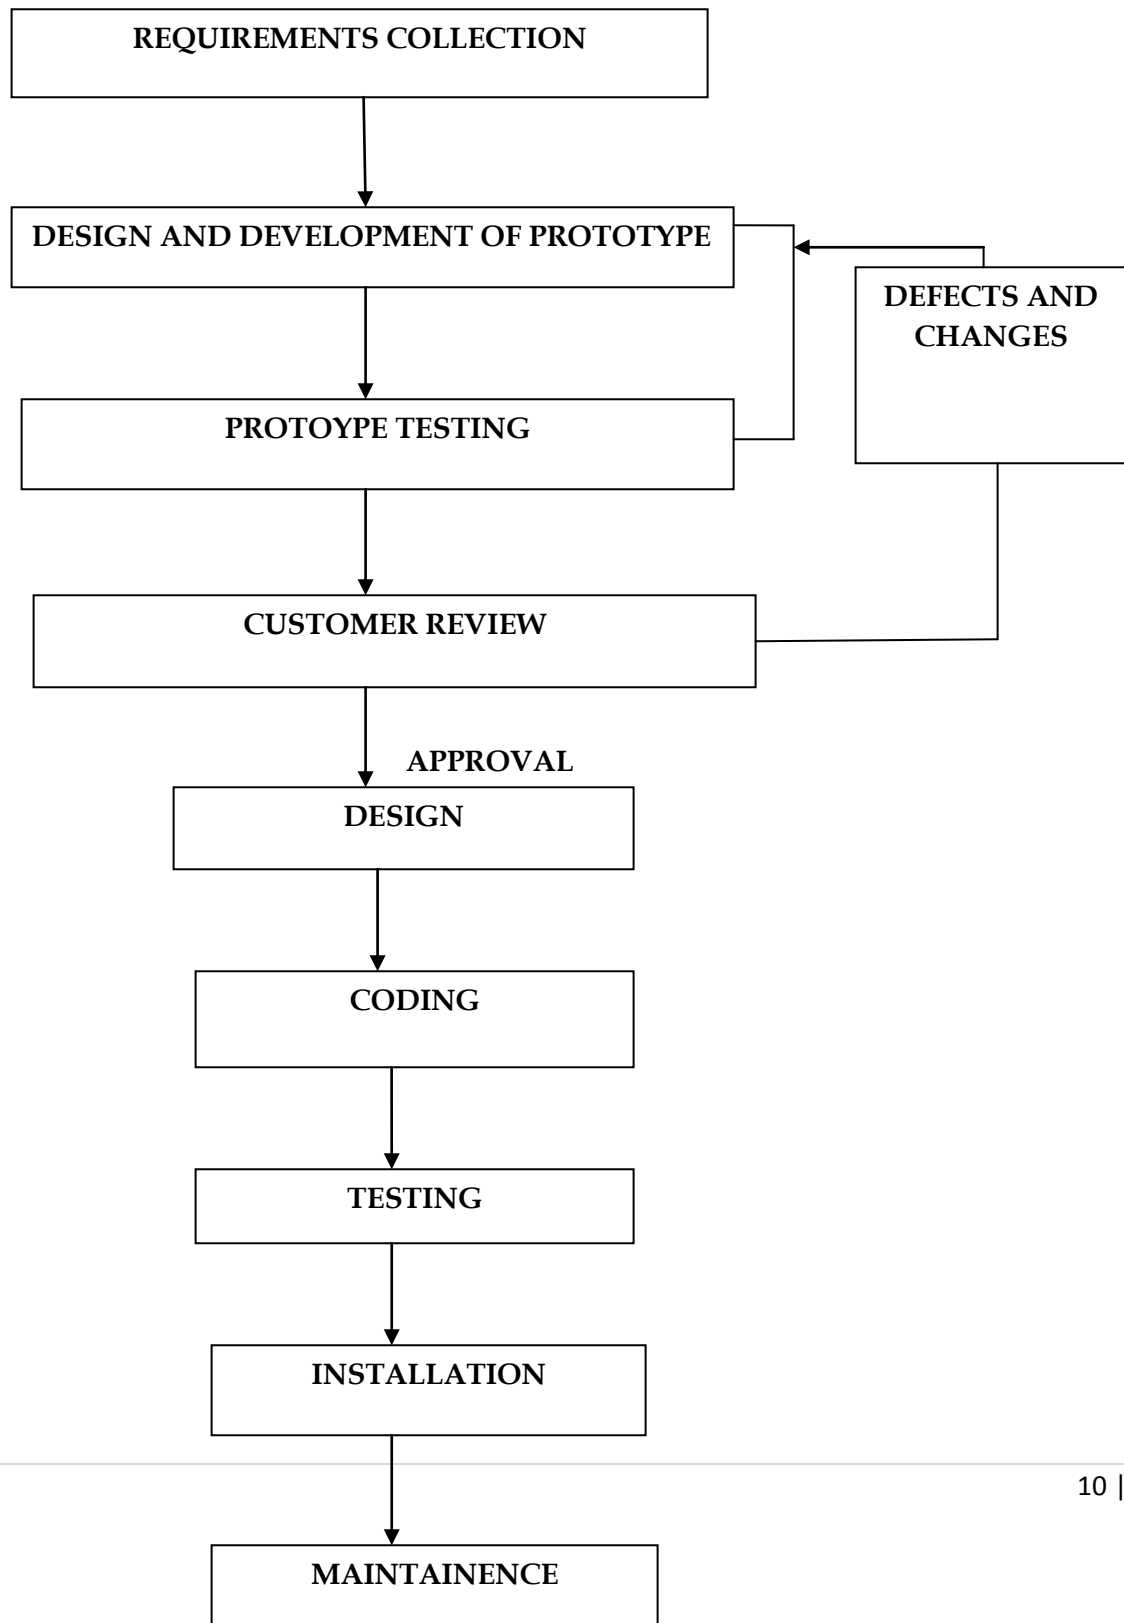 REQUIREMENTS COLLECTION
DESIGN AND DEVELOPMENT OF PROTOTYPE
DEFECTS AND
CHANGES
PROTOYPE TESTING
CUSTOMER REVIEW
APPROVAL
DESIGN
CODING
TESTING
INSTALLATION
10 |
MAINTAINENCE